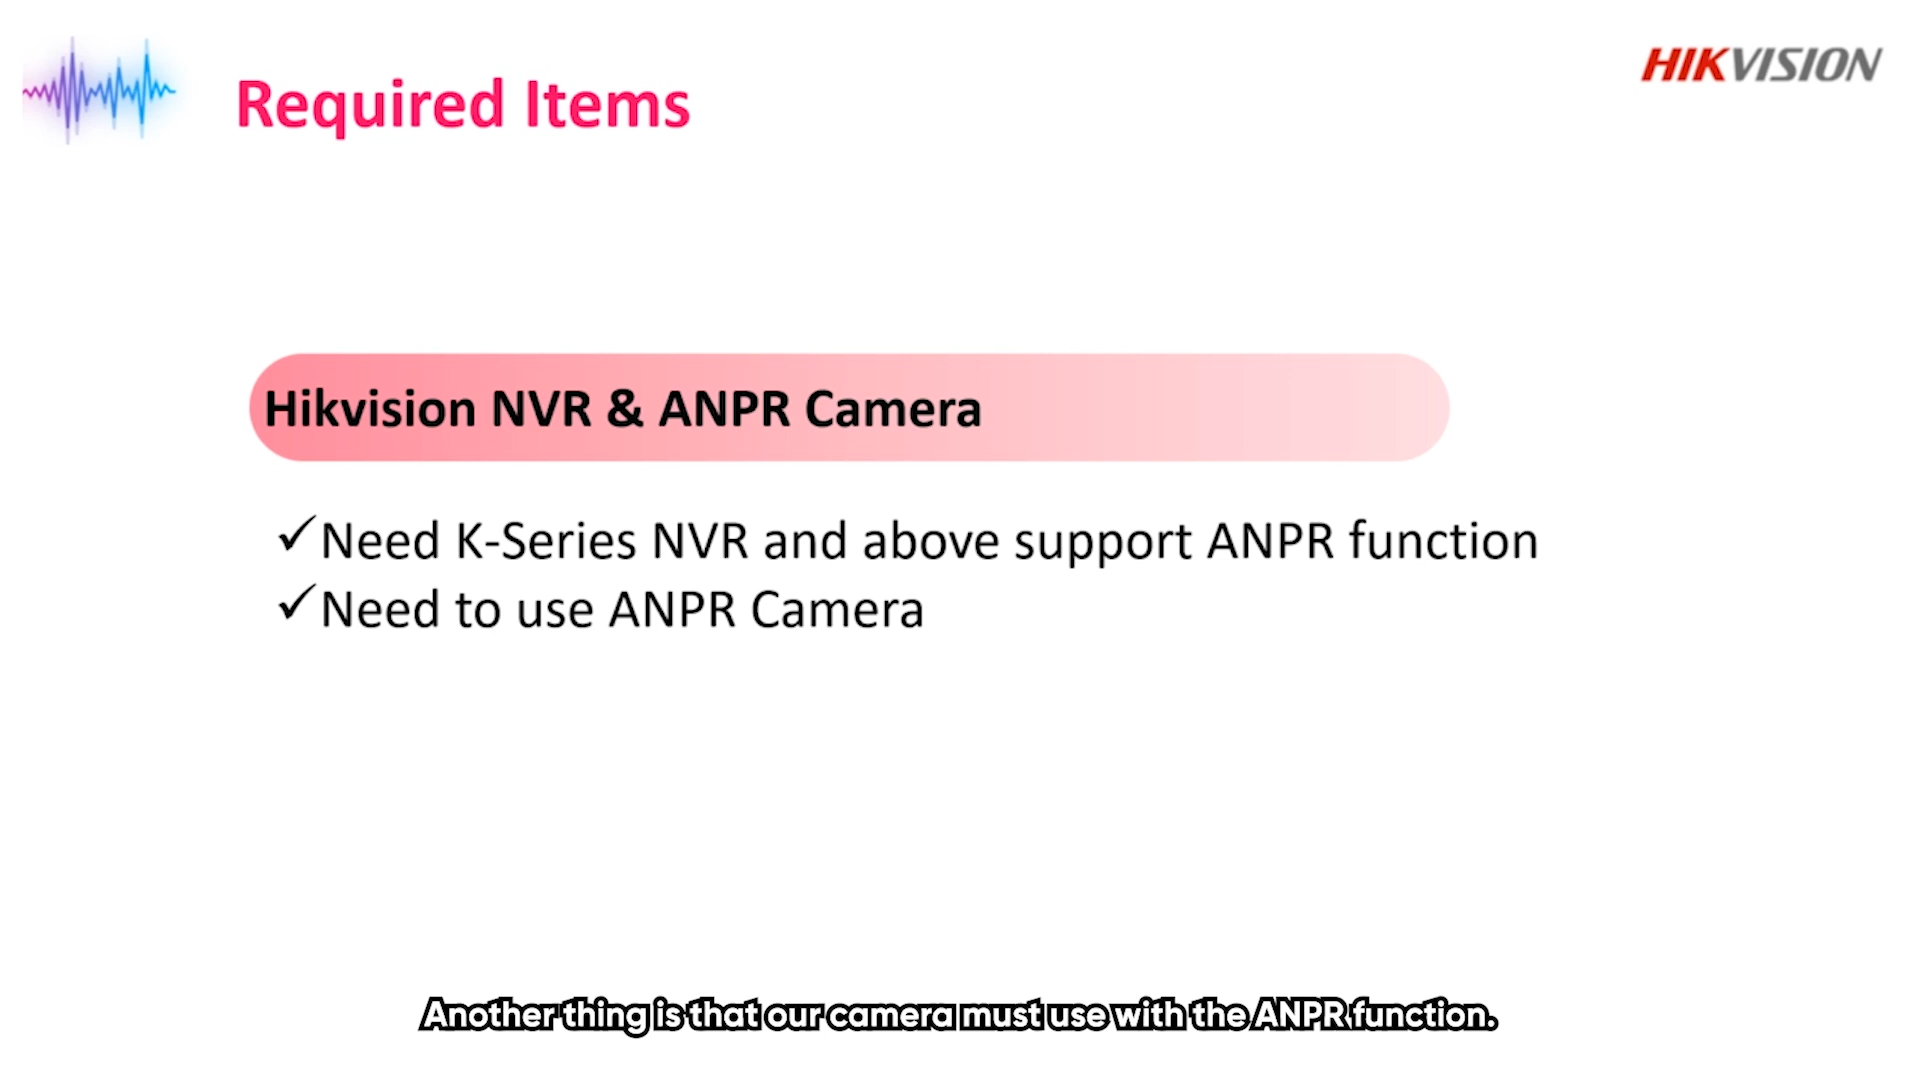 HIKVISION
Required Items
Hikvision NVR & ANPR Camera
✓Need K-Series NVR and above support ANPR function
✓Need to use ANPR Camera
Another thing is that our camera must use with the ANPR function.